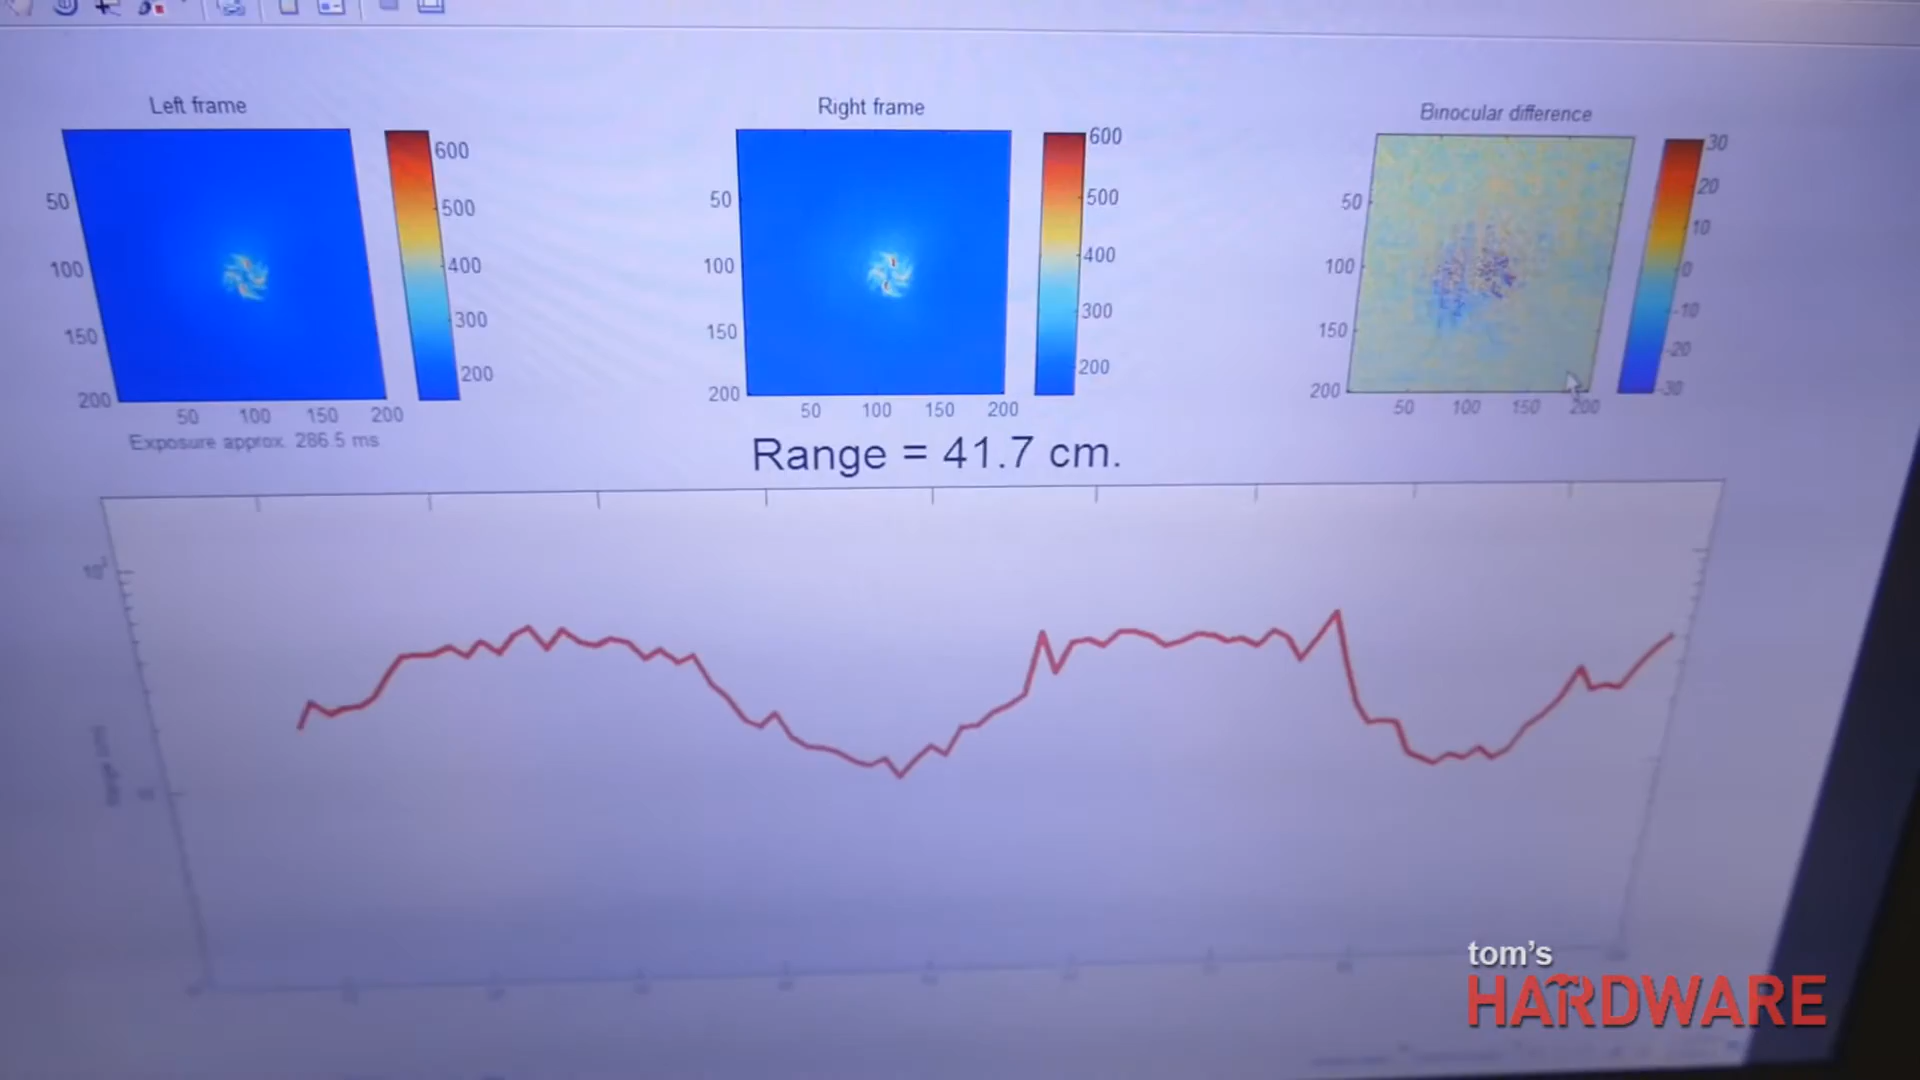 Left frame
600
500
400
300
200
50
100
150
200
50 100 150 200
Exposure approx. 286.5 ms
Right frame
600
500
400
300
200
50
100
150
200
50 100 150 200
Binocular difference
30
20
10
0
-10
-20
-30
50
100
150
200
50 100 150 200
Range = 41.7 cm.
tom's
HARDWARE